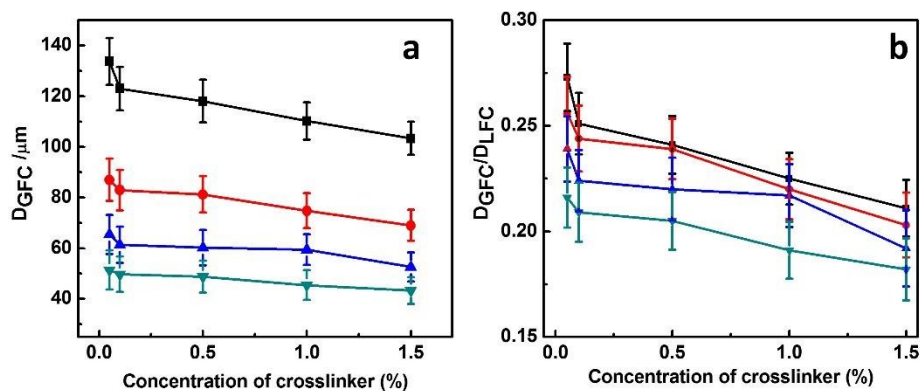 a
140
120
100
80
60
40
D_GFC /μm
0.0 0.5 1.0 1.5
Concentration of crosslinker (%)
b
0.30
0.25
0.20
0.15
D_GFC/D_LFC
0.0 0.5 1.0 1.5
Concentration of crosslinker (%)